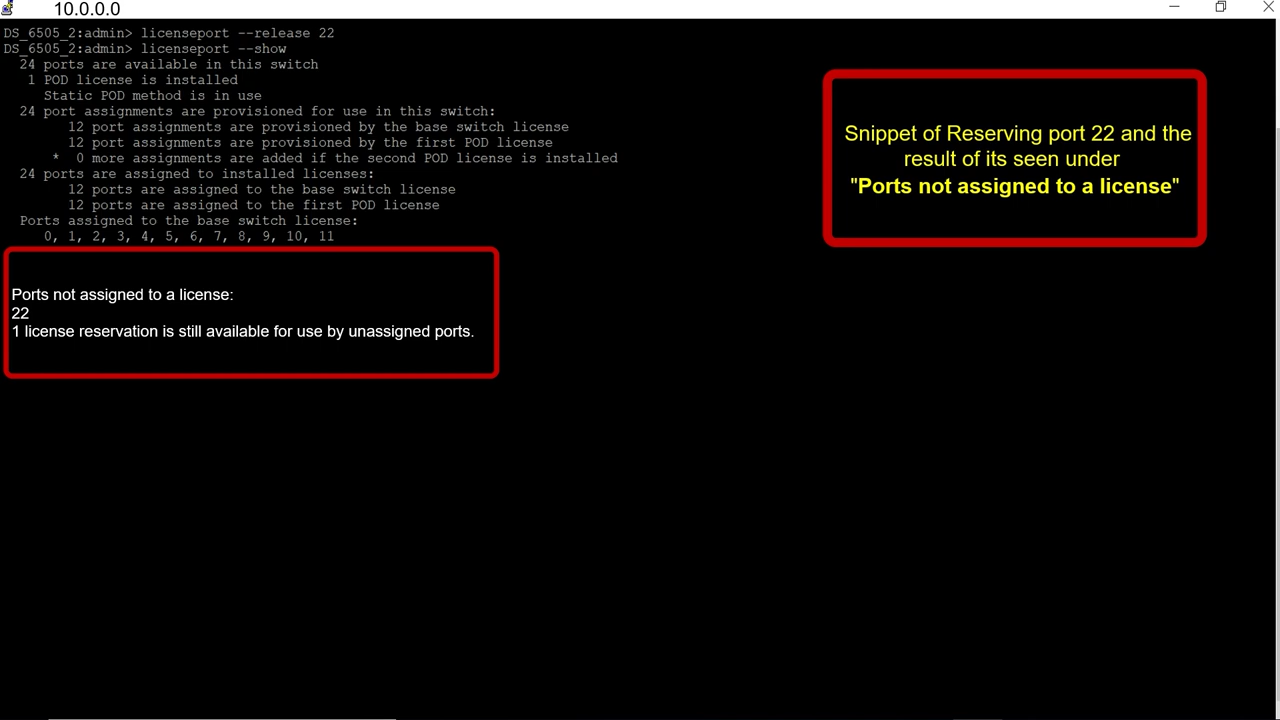 10.0.0.0
DS_6505_2:admin> licenseport --release 22
DS_6505_2:admin> licenseport --show
24 ports are available in this switch
1 POD license is installed
Static POD method is in use
24 port assignments are provisioned for use in this switch:
12 port assignments are provisioned by the base switch license
12 port assignments are provisioned by the first POD license
* 0 more assignments are added if the second POD license is installed
24 ports are assigned to installed licenses:
12 ports are assigned to the base switch license
12 ports are assigned to the first POD license
Ports assigned to the base switch license:
0, 1, 2, 3, 4, 5, 6, 7, 8, 9, 10, 11
Ports not assigned to a license:
22
1 license reservation is still available for use by unassigned ports.
Snippet of Reserving port 22 and the
result of its seen under
"Ports not assigned to a license"